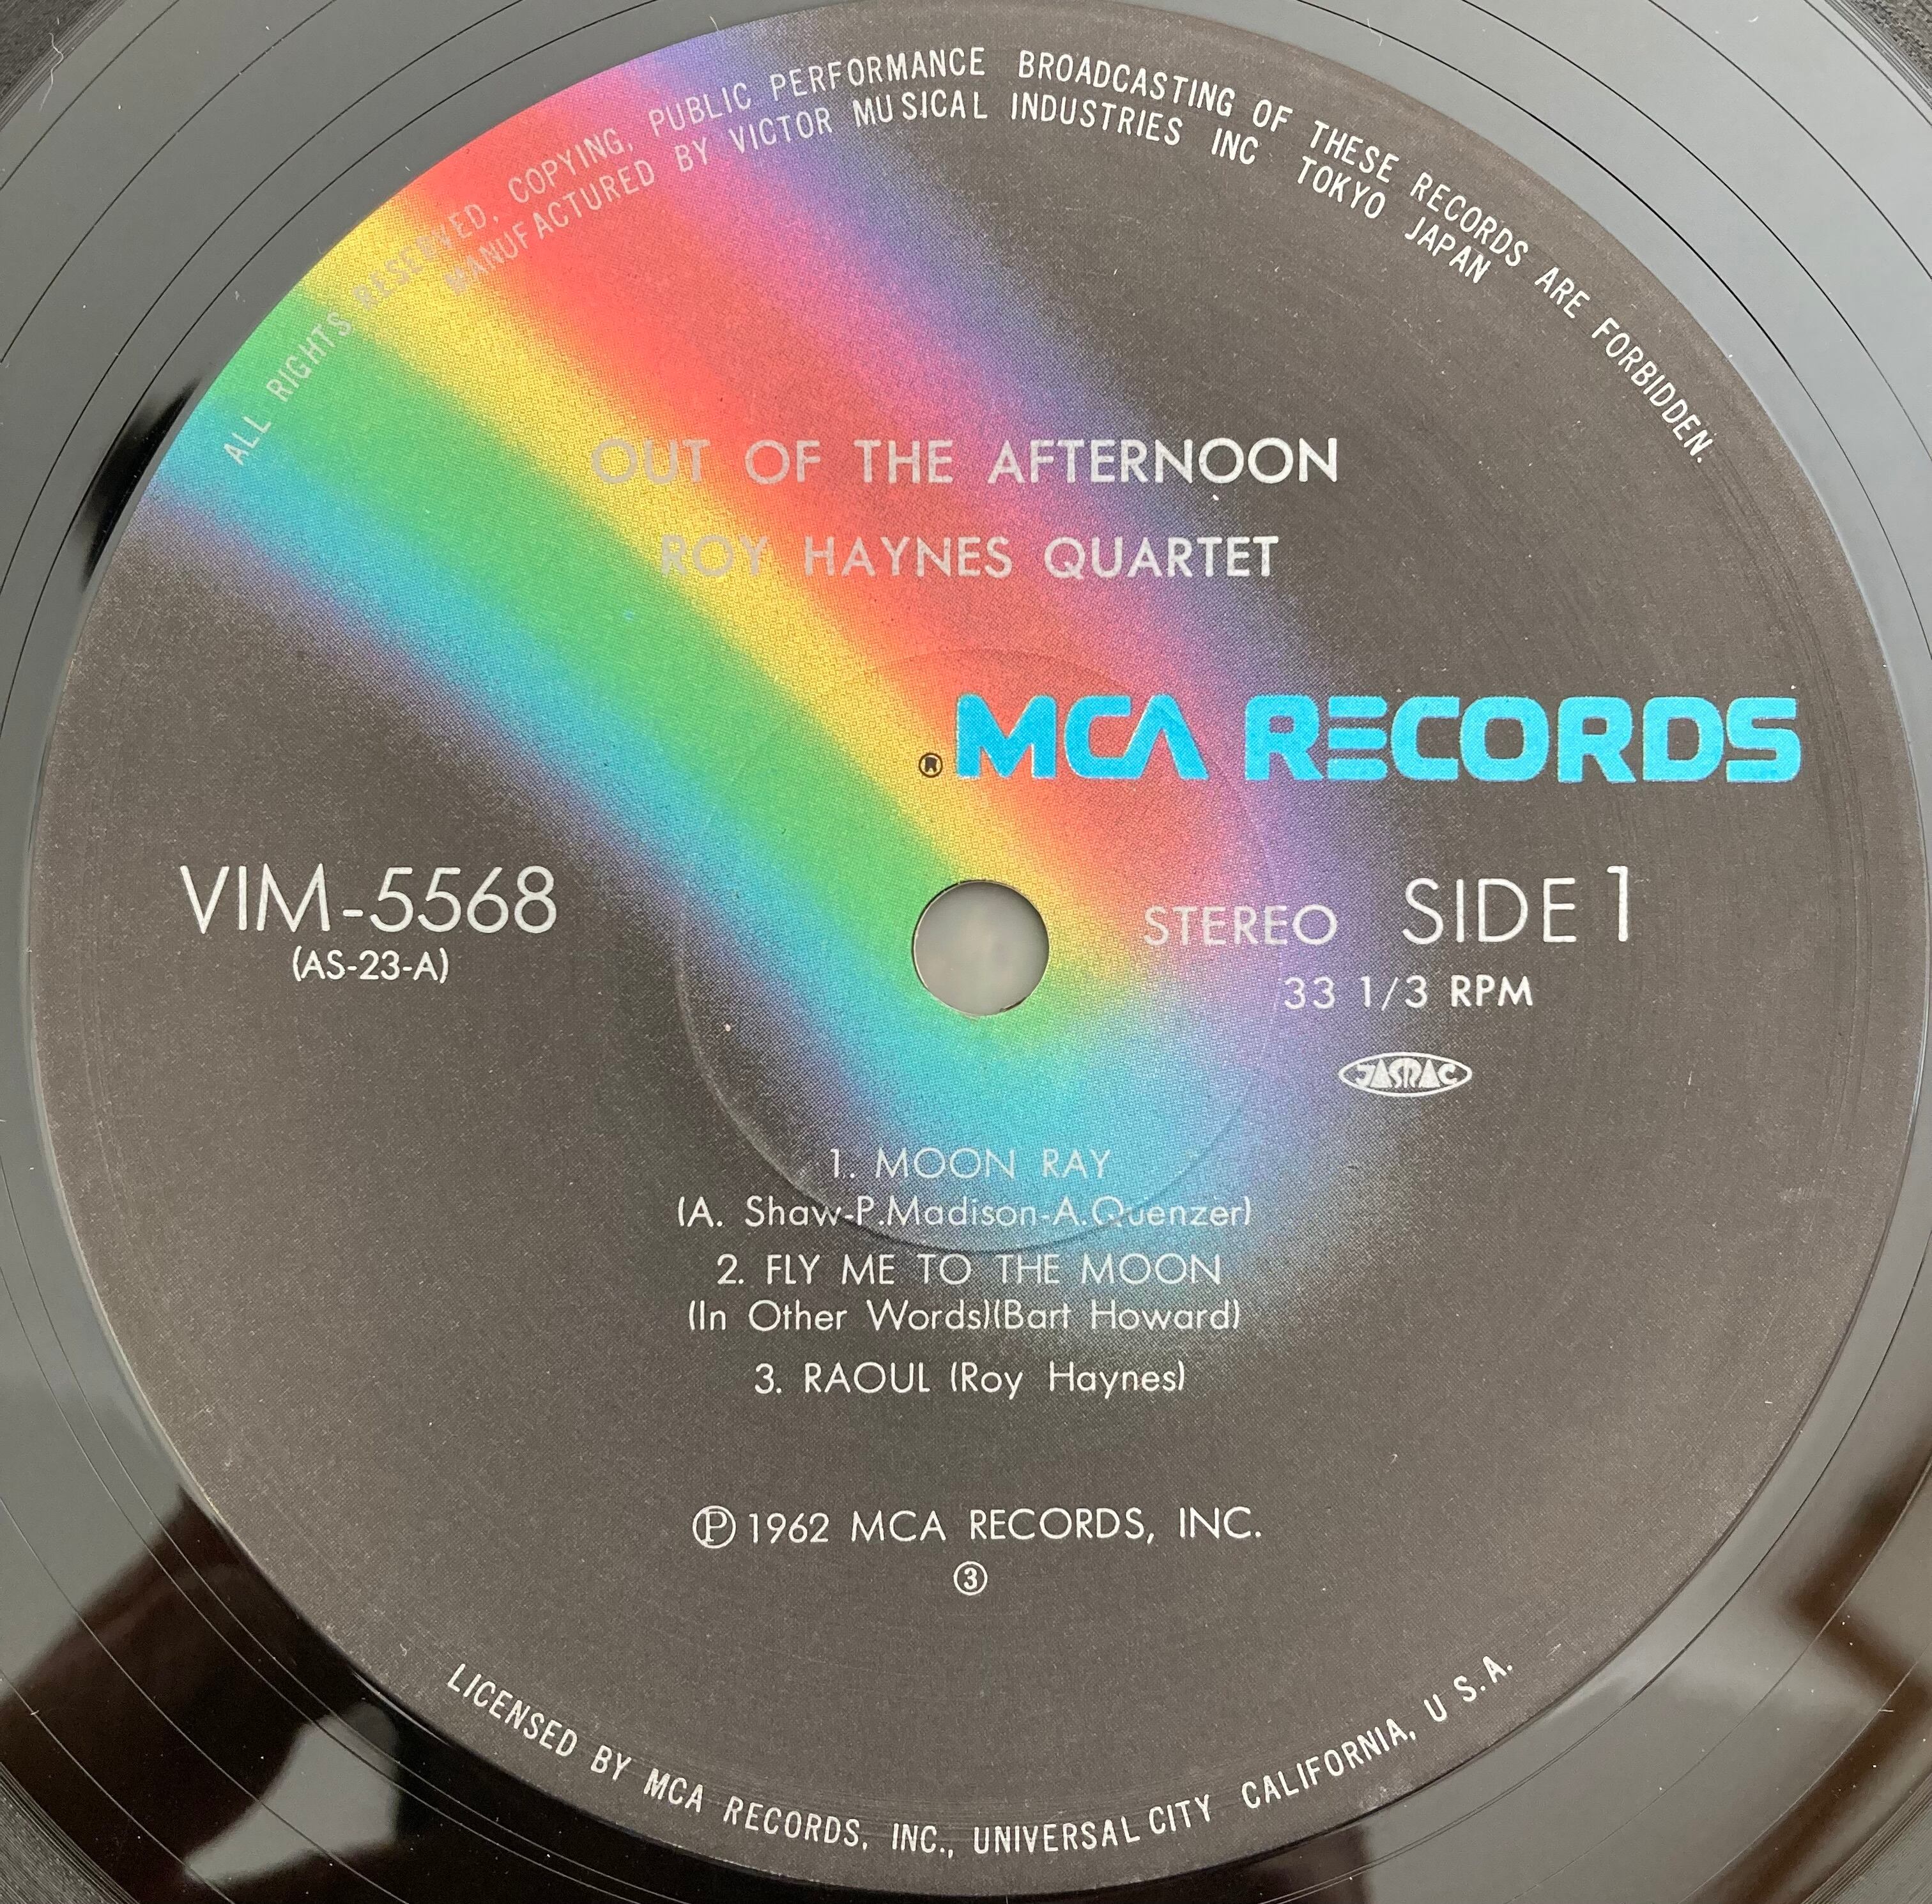 ALL RIGHTS RESERVED, COPYING, PUBLIC PERFORMANCE BROADCASTING OF THESE RECORDS ARE FORBIDDEN.
MANUFACTURED BY VICTOR MUSICAL INDUSTRIES INC TOKYO JAPAN
OUT OF THE AFTERNOON
ROY HAYNES QUARTET
® MCA RECORDS
VIM-5568
(AS-23-A)
STEREO SIDE 1
33 1/3 RPM
JASRAC
1. MOON RAY
(A. Shaw-P.Madison-A.Quenzer)
2. FLY ME TO THE MOON
(In Other Words)(Bart Howard)
3. RAOUL (Roy Haynes)
Ⓟ 1962 MCA RECORDS, INC.
③
LICENSED BY MCA RECORDS, INC., UNIVERSAL CITY CALIFORNIA, U S.A.